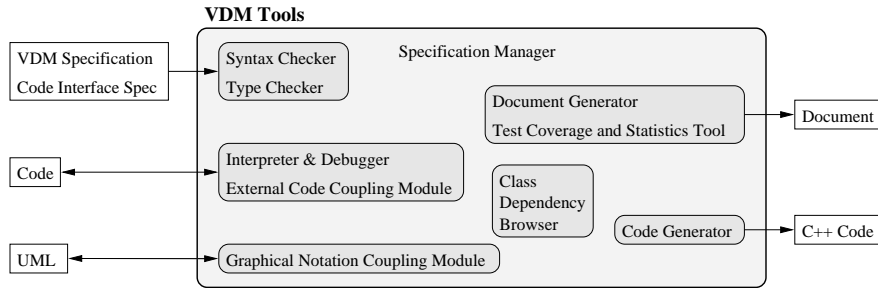 VDM Tools
VDM Specification
Code Interface Spec
Syntax Checker
Type Checker
Specification Manager
Document Generator
Test Coverage and Statistics Tool
Document
Code
Interpreter & Debugger
External Code Coupling Module
Class
Dependency
Browser
Code Generator
C++ Code
UML
Graphical Notation Coupling Module